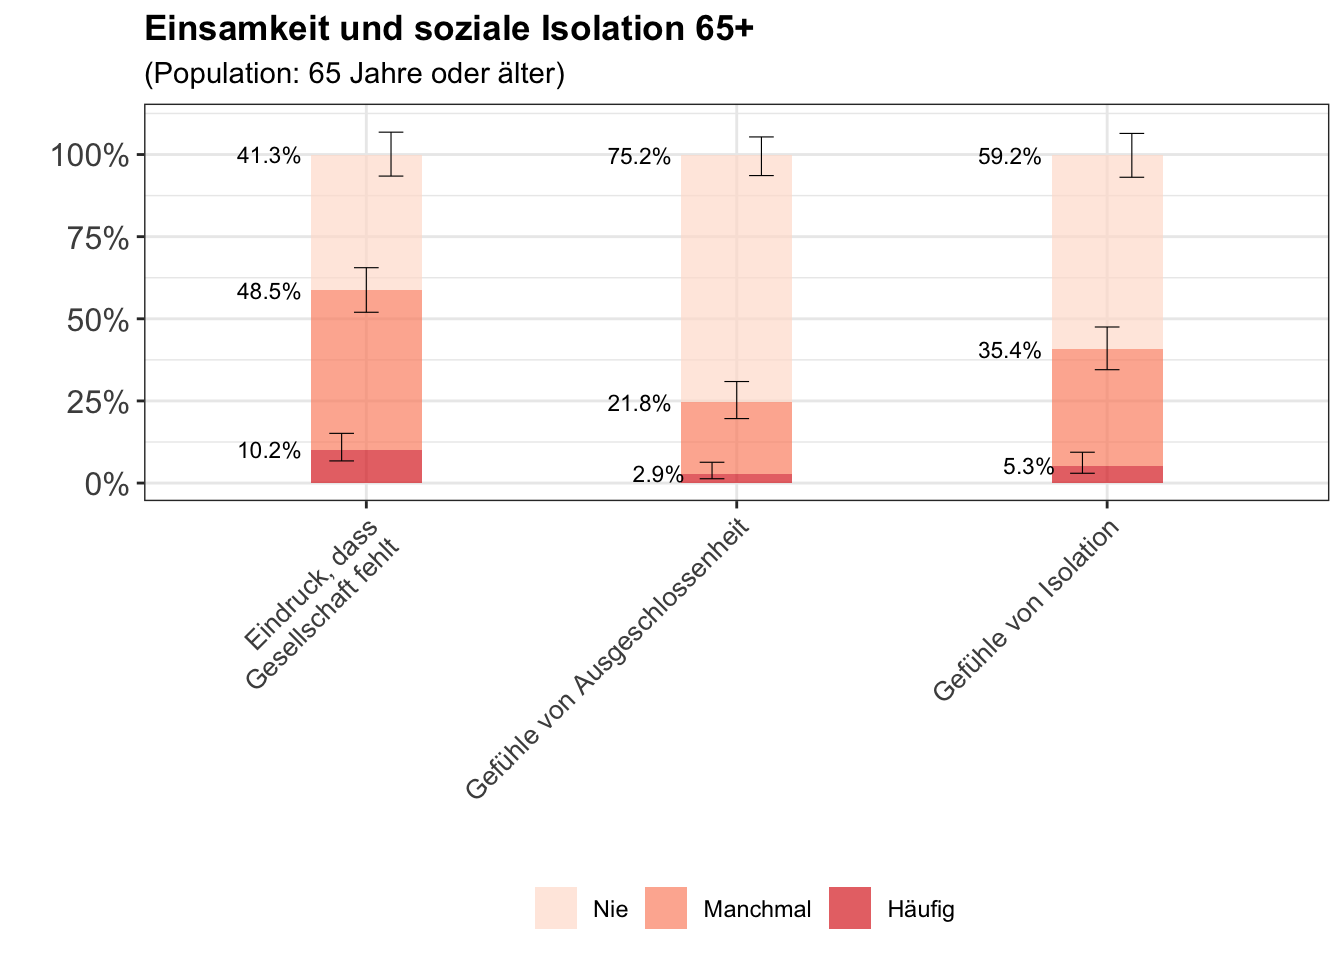 Einsamkeit und soziale Isolation 65+
(Population: 65 Jahre oder älter)
100%
75%
50%
25%
0%
41.3%
48.5%
10.2%
75.2%
21.8%
2.9%
59.2%
35.4%
5.3%
Eindruck, dass
Gesellschaft fehlt
Gefühle von Ausgeschlossenheit
Gefühle von Isolation
Nie
Manchmal
Häufig